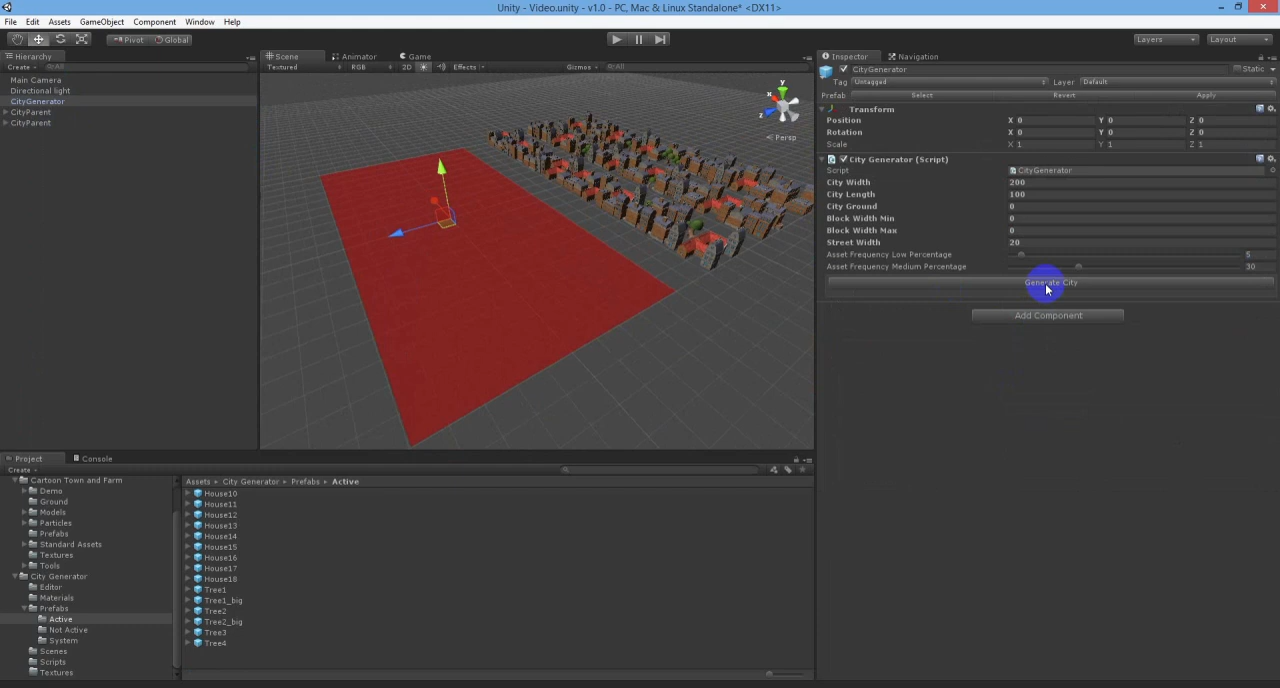 Unity - Video.unity - v1.0 - PC, Mac & Linux Standalone* <DX11>
File Edit Assets GameObject Component Window Help
Pivot Global Layers Layout
Hierarchy
Create
All
Main Camera
Directional light
CityGenerator
CityParent
CityParent
Scene Animator Game
Textured RGB 2D Effects Gizmos All
y
x
z
Persp
Inspector Navigation
CityGenerator Static
Tag Untagged Layer Default
Prefab Select Revert Apply
Transform
Position X 0 Y 0 Z 0
Rotation X 0 Y 0 Z 0
Scale X 1 Y 1 Z 1
City Generator (Script)
Script CityGenerator
City Width 200
City Length 100
City Ground 0
Block Width Min 0
Block Width Max 0
Street Width 20
Asset Frequency Low Percentage 5
Asset Frequency Medium Percentage 30
Generate City
Add Component
Project Console
Create
Cartoon Town and Farm
Demo
Ground
Models
Particles
Prefabs
Standard Assets
Textures
Tools
City Generator
Editor
Materials
Prefabs
Active
Not Active
System
Scenes
Scripts
Textures
Assets City Generator Prefabs Active
House10
House11
House12
House13
House14
House15
House16
House17
House18
Tree1
Tree1_big
Tree2
Tree2_big
Tree3
Tree4